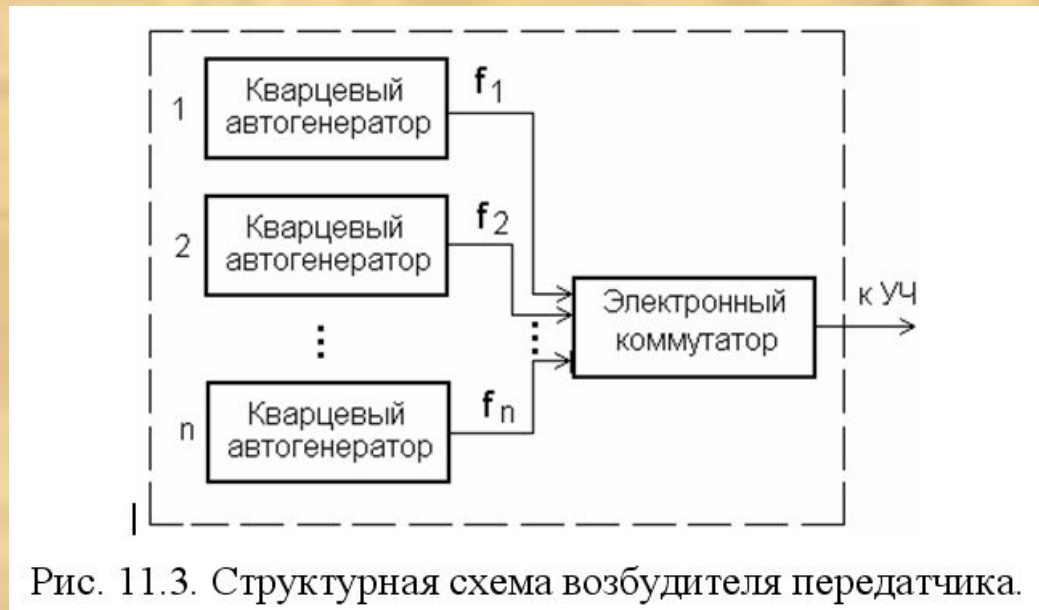 1
Кварцевый
автогенератор
f1
2
Кварцевый
автогенератор
f2
⋮
⋮
n
Кварцевый
автогенератор
fn
Электронный
коммутатор
к УЧ
Рис. 11.3. Структурная схема возбудителя передатчика.